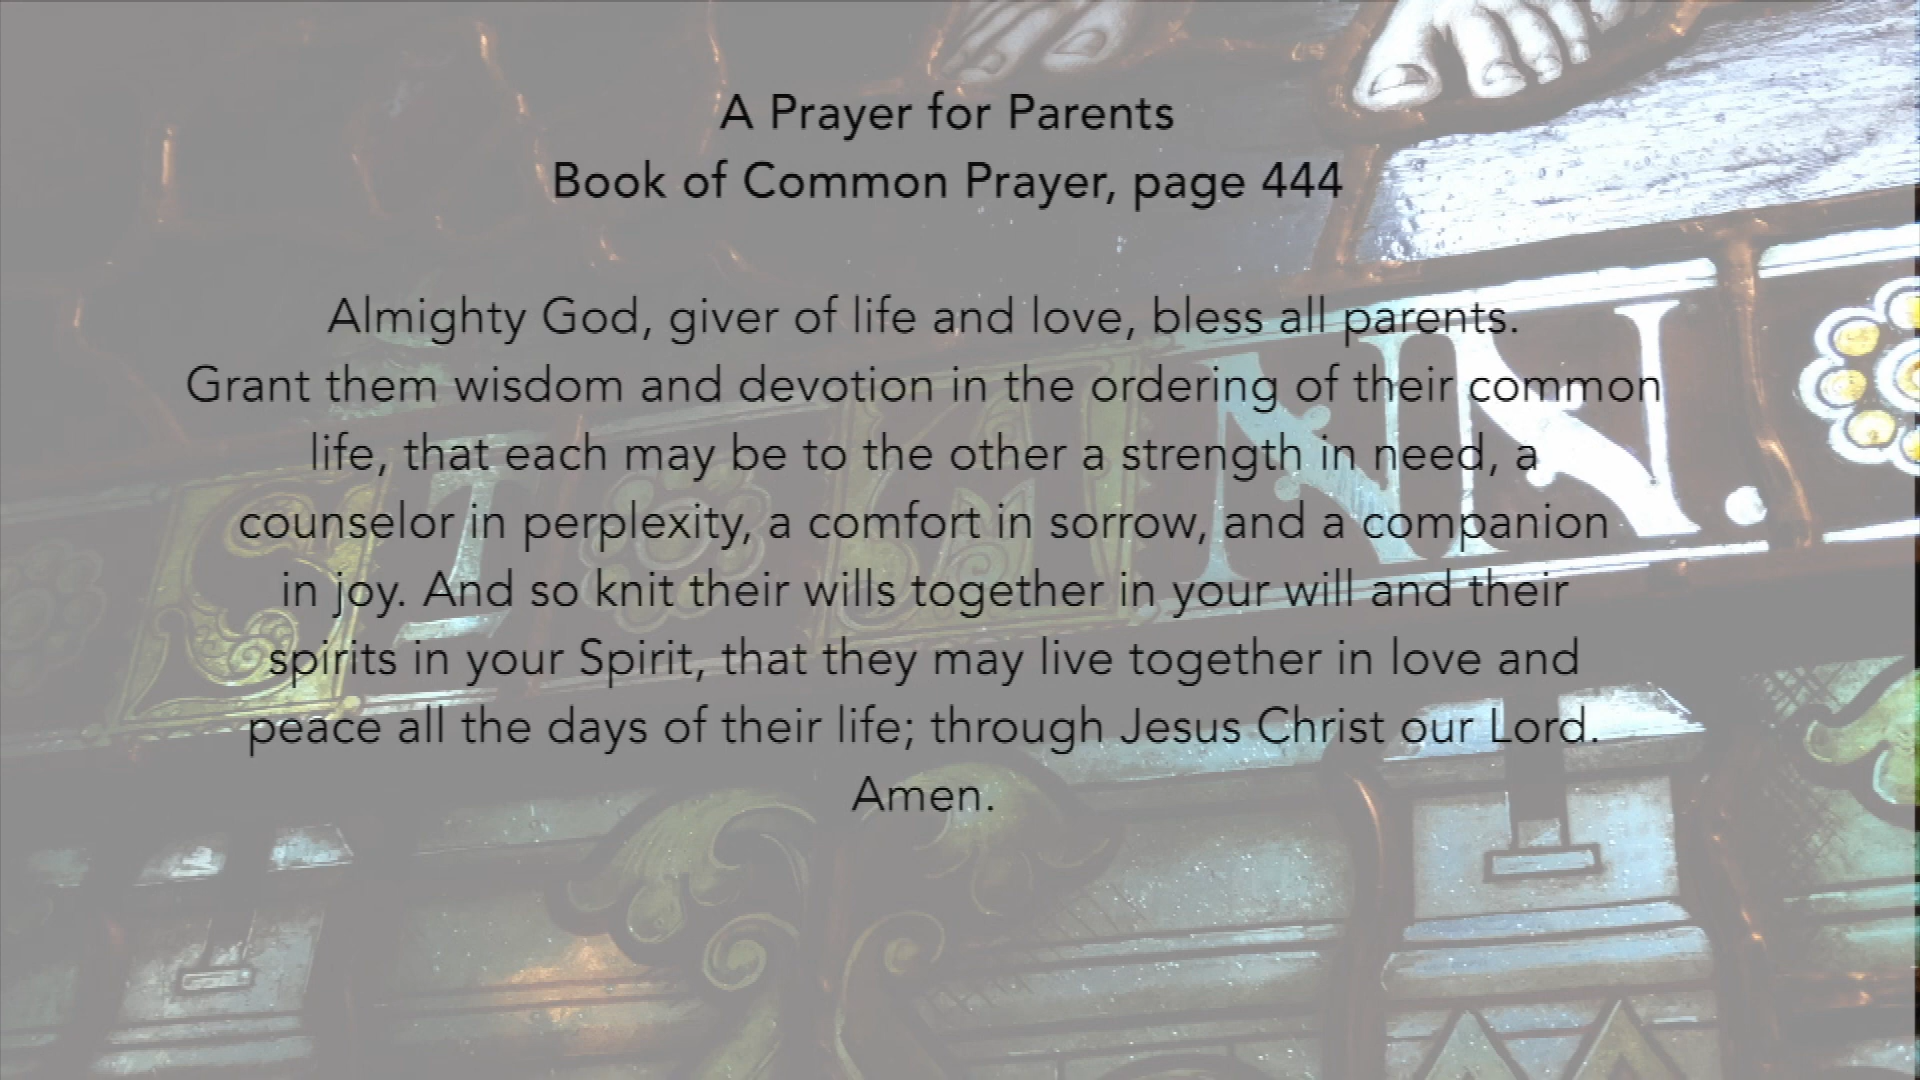 A Prayer for Parents
Book of Common Prayer, page 444
Almighty God, giver of life and love, bless all parents.
Grant them wisdom and devotion in the ordering of their common
life, that each may be to the other a strength in need, a
counselor in perplexity, a comfort in sorrow, and a companion
in joy. And so knit their wills together in your will and their
spirits in your Spirit, that they may live together in love and
peace all the days of their life; through Jesus Christ our Lord.
Amen.